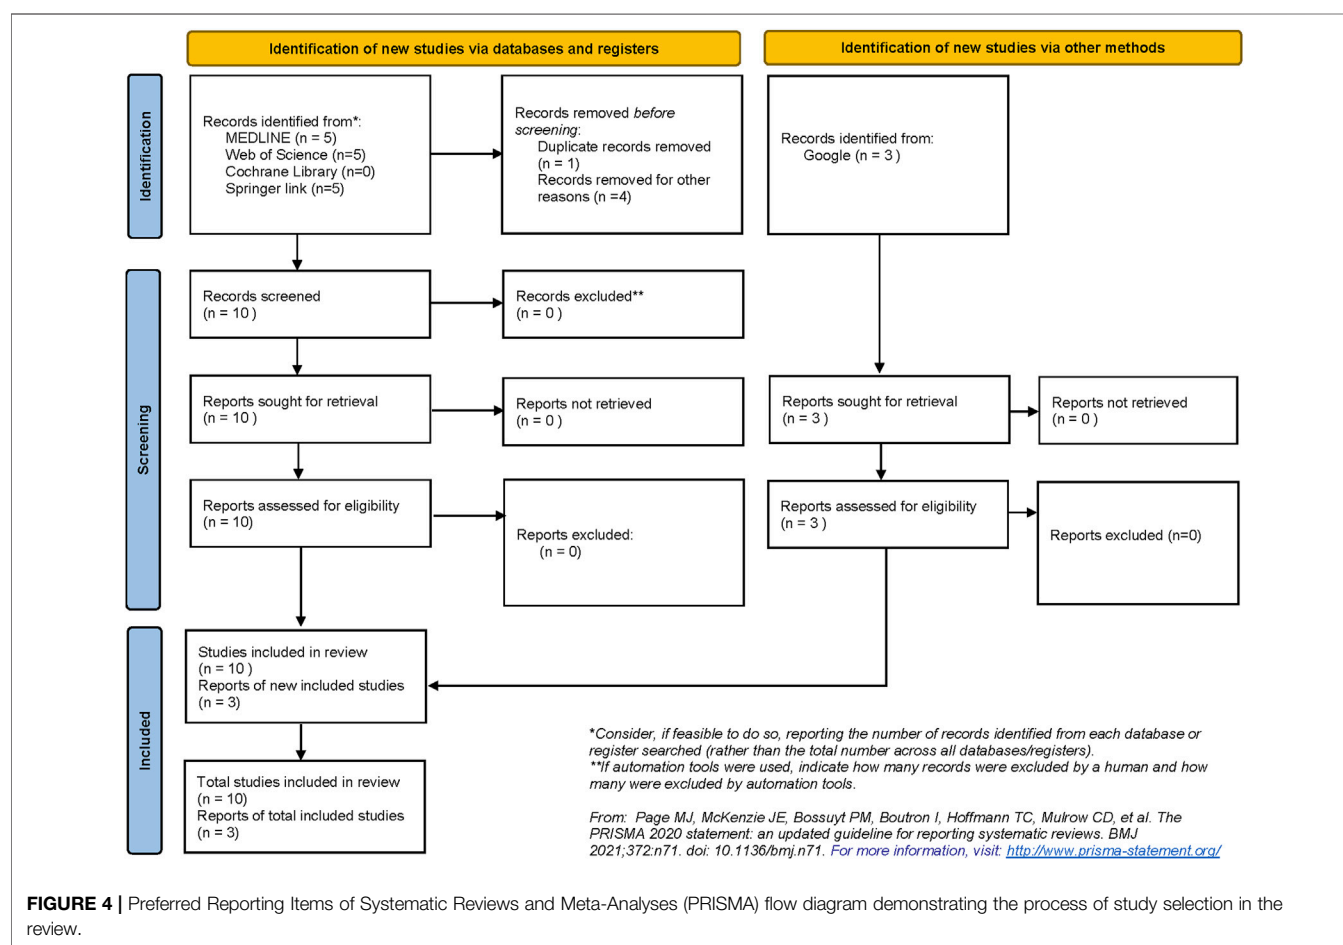 Identification of new studies via databases and registers
Identification of new studies via other methods
Identification
Records identified from*:
MEDLINE (n = 5)
Web of Science (n=5)
Cochrane Library (n=0)
Springer link (n=5)
Records removed before
screening:
Duplicate records removed
(n = 1)
Records removed for other
reasons (n =4)
Records identified from:
Google (n = 3 )
Screening
Records screened
(n = 10 )
Records excluded**
(n = 0 )
Reports sought for retrieval
(n = 10 )
Reports not retrieved
(n = 0 )
Reports sought for retrieval
(n = 3 )
Reports not retrieved
(n = 0 )
Reports assessed for eligibility
(n = 10)
Reports excluded:
(n = 0)
Reports assessed for eligibility
(n = 3 )
Reports excluded (n=0)
Included
Studies included in review
(n = 10 )
Reports of new included studies
(n = 3)
Total studies included in review
(n = 10)
Reports of total included studies
(n = 3)
*Consider, if feasible to do so, reporting the number of records identified from each database or
register searched (rather than the total number across all databases/registers).
**If automation tools were used, indicate how many records were excluded by a human and how
many were excluded by automation tools.
From: Page MJ, McKenzie JE, Bossuyt PM, Boutron I, Hoffmann TC, Mulrow CD, et al. The
PRISMA 2020 statement: an updated guideline for reporting systematic reviews. BMJ
2021;372:n71. doi: 10.1136/bmj.n71. For more information, visit: http://www.prisma-statement.org/
FIGURE 4 | Preferred Reporting Items of Systematic Reviews and Meta-Analyses (PRISMA) flow diagram demonstrating the process of study selection in the
review.